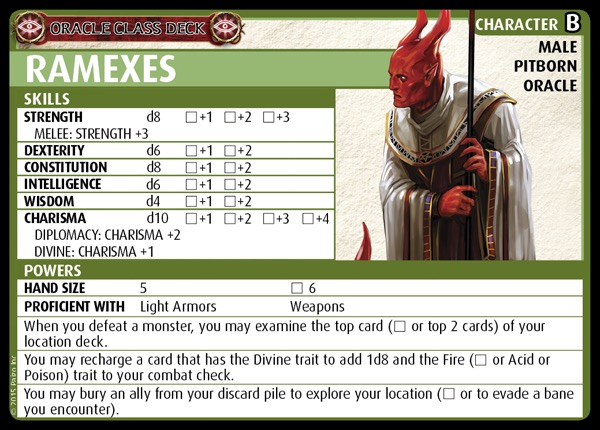 ORACLE CLASS DECK
CHARACTER B
RAMEXES
MALE
PITBORN
ORACLE
SKILLS
STRENGTH d8 □ +1 □ +2 □ +3
MELEE: STRENGTH +3
DEXTERITY d6 □ +1 □ +2
CONSTITUTION d8 □ +1 □ +2
INTELLIGENCE d6 □ +1 □ +2
WISDOM d4 □ +1 □ +2
CHARISMA d10 □ +1 □ +2 □ +3 □ +4
DIPLOMACY: CHARISMA +2
DIVINE: CHARISMA +1
POWERS
HAND SIZE 5 □ 6
PROFICIENT WITH Light Armors Weapons
When you defeat a monster, you may examine the top card (□ or top 2 cards) of your
location deck.
You may recharge a card that has the Divine trait to add 1d8 and the Fire (□ or Acid or
Poison) trait to your combat check.
You may bury an ally from your discard pile to explore your location (□ or to evade a bane
you encounter).
© 2015 Paizo Inc.